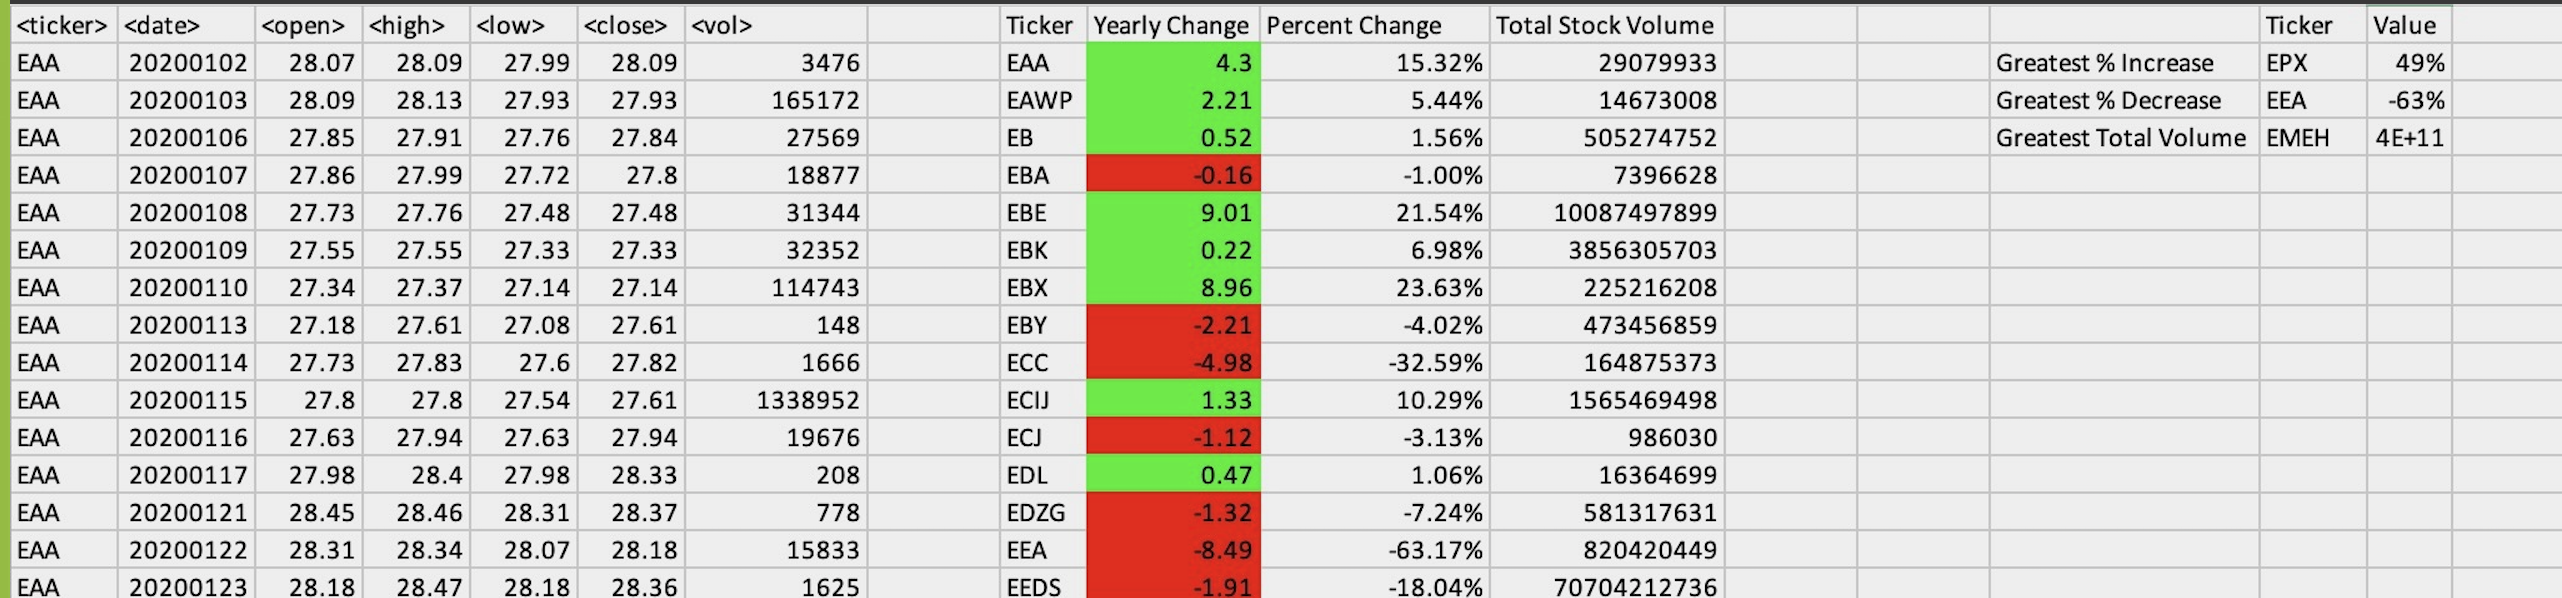 <ticker> <date> <open> <high> <low> <close> <vol> Ticker Yearly Change Percent Change Total Stock Volume Ticker Value
EAA 20200102 28.07 28.09 27.99 28.09 3476 EAA 4.3 15.32% 29079933 Greatest % Increase EPX 49%
EAA 20200103 28.09 28.13 27.93 27.93 165172 EAWP 2.21 5.44% 14673008 Greatest % Decrease EEA -63%
EAA 20200106 27.85 27.91 27.76 27.84 27569 EB 0.52 1.56% 505274752 Greatest Total Volume EMEH 4E+11
EAA 20200107 27.86 27.99 27.72 27.8 18877 EBA -0.16 -1.00% 7396628
EAA 20200108 27.73 27.76 27.48 27.48 31344 EBE 9.01 21.54% 10087497899
EAA 20200109 27.55 27.55 27.33 27.33 32352 EBK 0.22 6.98% 3856305703
EAA 20200110 27.34 27.37 27.14 27.14 114743 EBX 8.96 23.63% 225216208
EAA 20200113 27.18 27.61 27.08 27.61 148 EBY -2.21 -4.02% 473456859
EAA 20200114 27.73 27.83 27.6 27.82 1666 ECC -4.98 -32.59% 164875373
EAA 20200115 27.8 27.8 27.54 27.61 1338952 ECIJ 1.33 10.29% 1565469498
EAA 20200116 27.63 27.94 27.63 27.94 19676 ECJ -1.12 -3.13% 986030
EAA 20200117 27.98 28.4 27.98 28.33 208 EDL 0.47 1.06% 16364699
EAA 20200121 28.45 28.46 28.31 28.37 778 EDZG -1.32 -7.24% 581317631
EAA 20200122 28.31 28.34 28.07 28.18 15833 EEA -8.49 -63.17% 820420449
EAA 20200123 28.18 28.47 28.18 28.36 1625 EEDS -1.91 -18.04% 70704212736